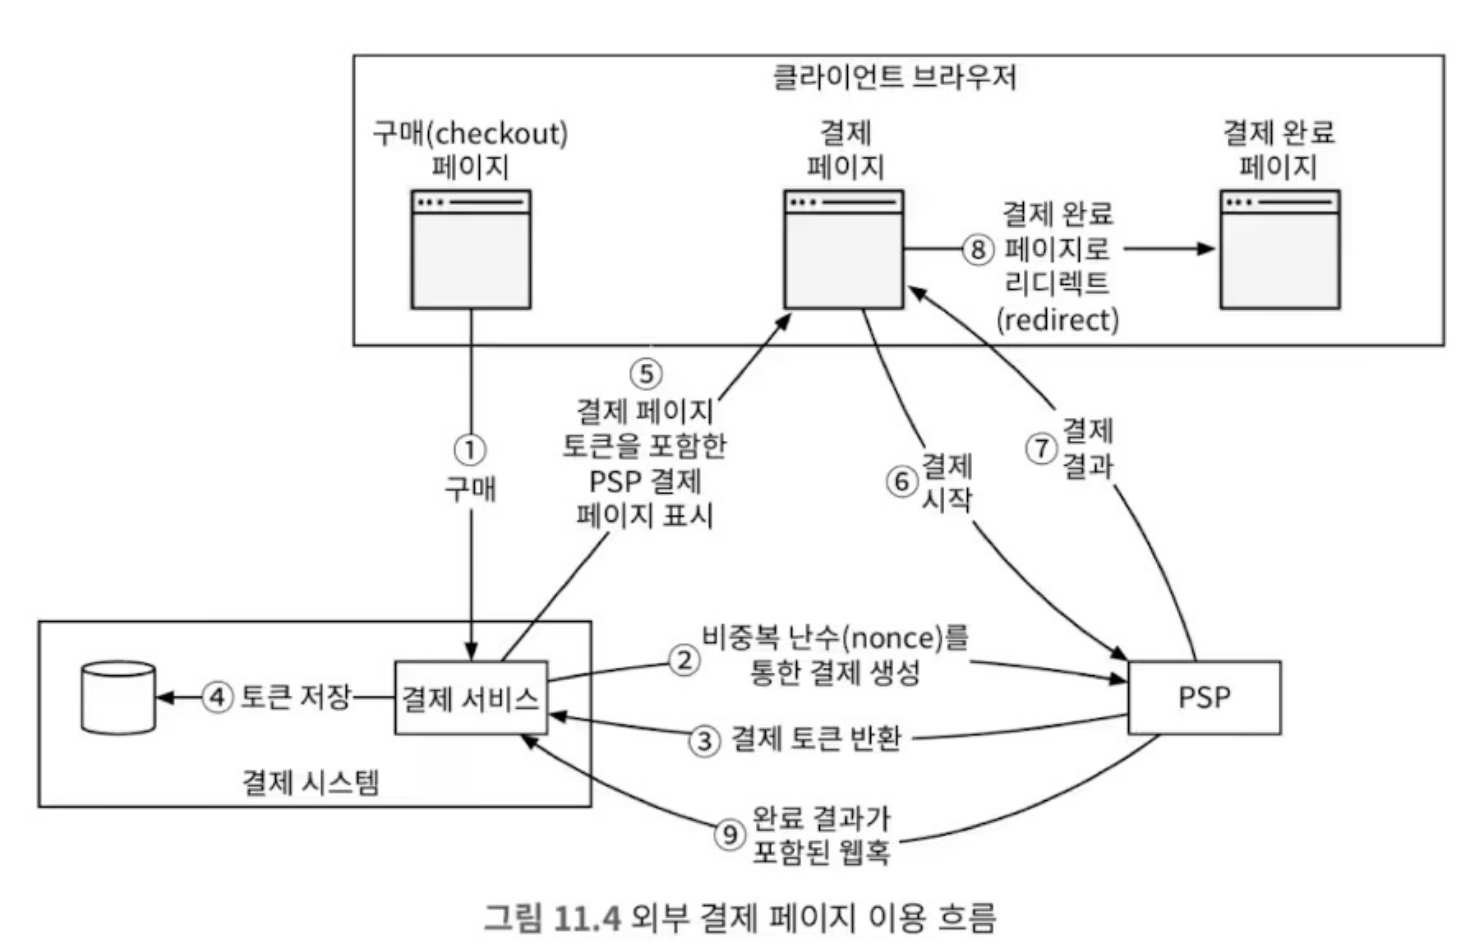 클라이언트 브라우저
구매(checkout)
페이지
결제
페이지
결제 완료
페이지
⑧ 결제 완료
페이지로
리디렉트
(redirect)
①
구매
⑤
결제 페이지
토큰을 포함한
PSP 결제
페이지 표시
⑥ 결제
시작
⑦ 결제
결과
② 비중복 난수(nonce)를
통한 결제 생성
③ 결제 토큰 반환
④ 토큰 저장
결제 서비스
PSP
결제 시스템
⑨ 완료 결과가
포함된 웹훅
그림 11.4 외부 결제 페이지 이용 흐름